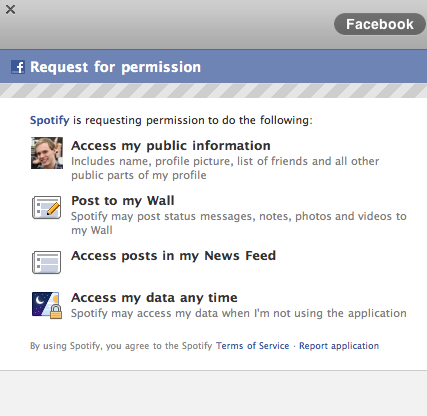 Facebook
Request for permission
Spotify is requesting permission to do the following:
Access my public information
Includes name, profile picture, list of friends and all other
public parts of my profile
Post to my Wall
Spotify may post status messages, notes, photos and videos to
my Wall
Access posts in my News Feed
Access my data any time
Spotify may access my data when I'm not using the application
By using Spotify, you agree to the Spotify Terms of Service · Report application